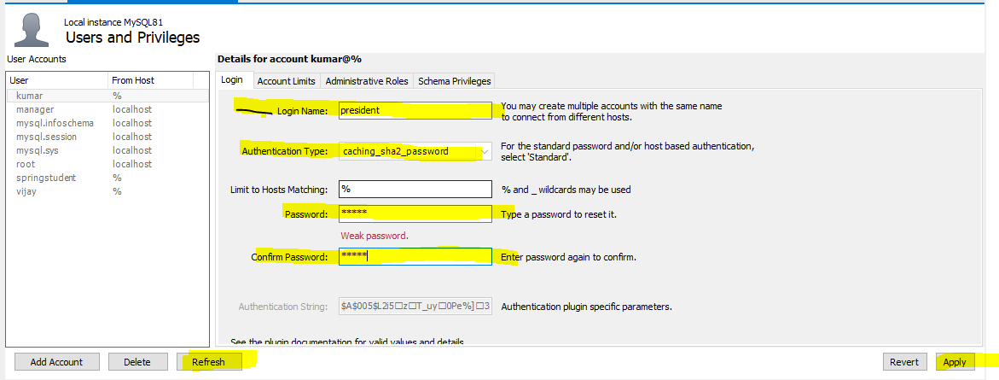 Local instance MySQL81
Users and Privileges
User Accounts
User From Host
kumar %
manager localhost
mysql.infoschema localhost
mysql.session localhost
mysql.sys localhost
root localhost
springstudent %
vijay %
Add Account Delete Refresh
Details for account kumar@%
Login Account Limits Administrative Roles Schema Privileges
Login Name: president You may create multiple accounts with the same name
to connect from different hosts.
Authentication Type: caching_sha2_password For the standard password and/or host based authentication,
select 'Standard'.
Limit to Hosts Matching: % % and _ wildcards may be used
Password: ***** Type a password to reset it.
Weak password.
Confirm Password: ***** Enter password again to confirm.
Authentication String: $A$005$L2i5□z□T_uy□0Pe%]□3 Authentication plugin specific parameters.
See the plugin documentation for valid values and details
Revert Apply